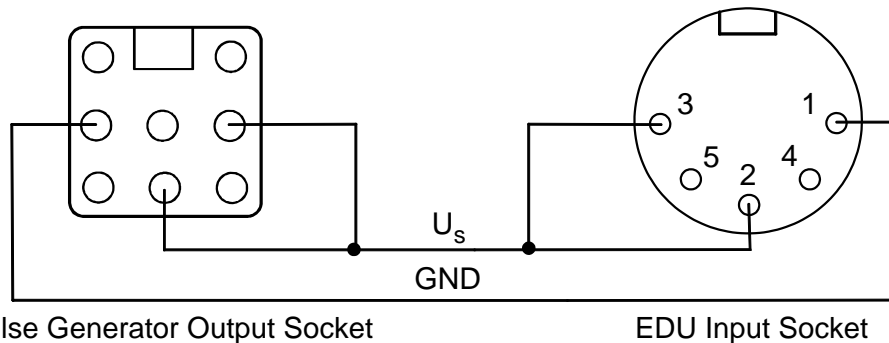 3
1
5
4
2
Us
GND
lse Generator Output Socket
EDU Input Socket